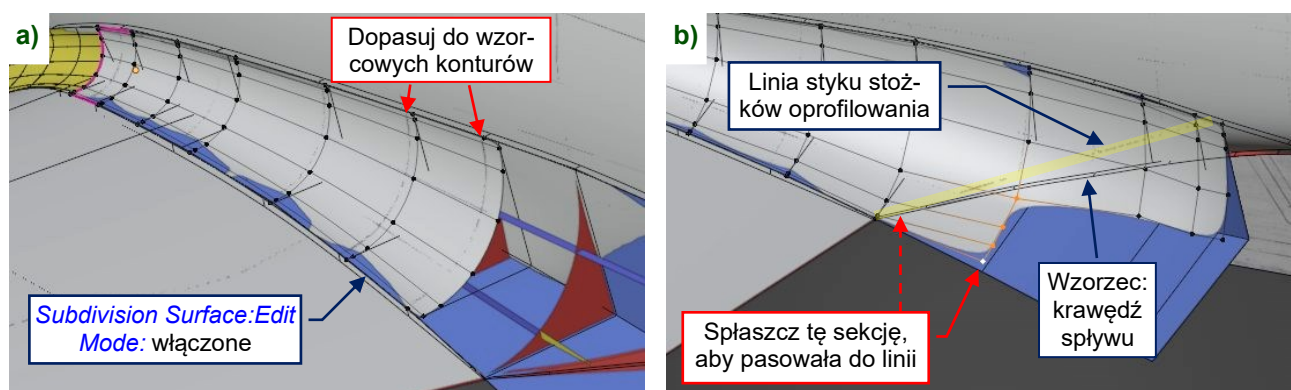 a)
Dopasuj do wzor-
cowych konturów
Subdivision Surface:Edit
Mode: włączone
b)
Linia styku stoż-
ków oprofilowania
Wzorzec:
krawędź
spływu
Spłaszcz tę sekcję,
aby pasowała do linii